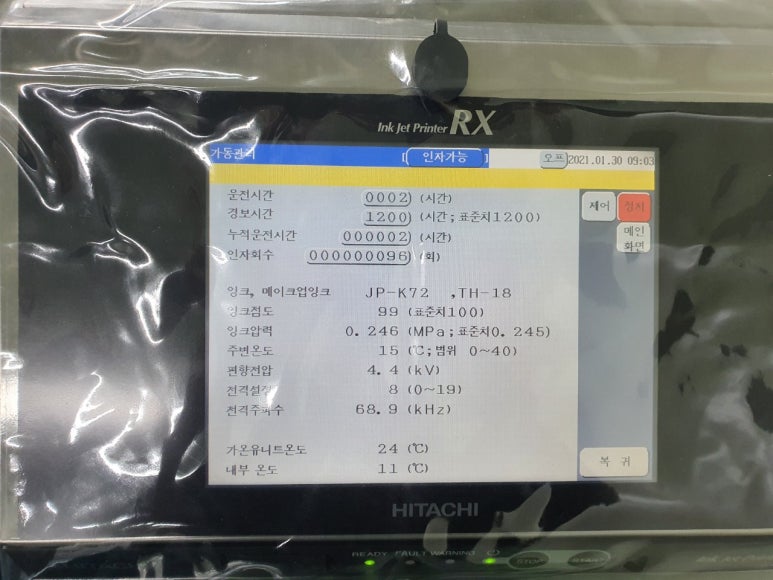 Ink Jet Printer RX
가동관리 [ 인자가능 ] 오프 2021.01.30 09:03
운전시간 0002 (시간)
경보시간 1200 (시간;표준치1200)
누적운전시간 000002 (시간)
인자회수 000000096 (회)
제어 정지
메인
화면
잉크, 메이크업잉크 JP-K72 ,TH-18
잉크점도 99 (표준치100)
잉크압력 0.246 (MPa;표준치0.245)
주변온도 15 (℃;범위 0~40)
편향전압 4.4 (kV)
전격설정 8 (0~19)
전격주파수 68.9 (kHz)
가온유니트온도 24 (℃)
내부 온도 11 (℃)
복 귀
HITACHI
READY FAULT WARNING
STOP START
Ink Jet Printer